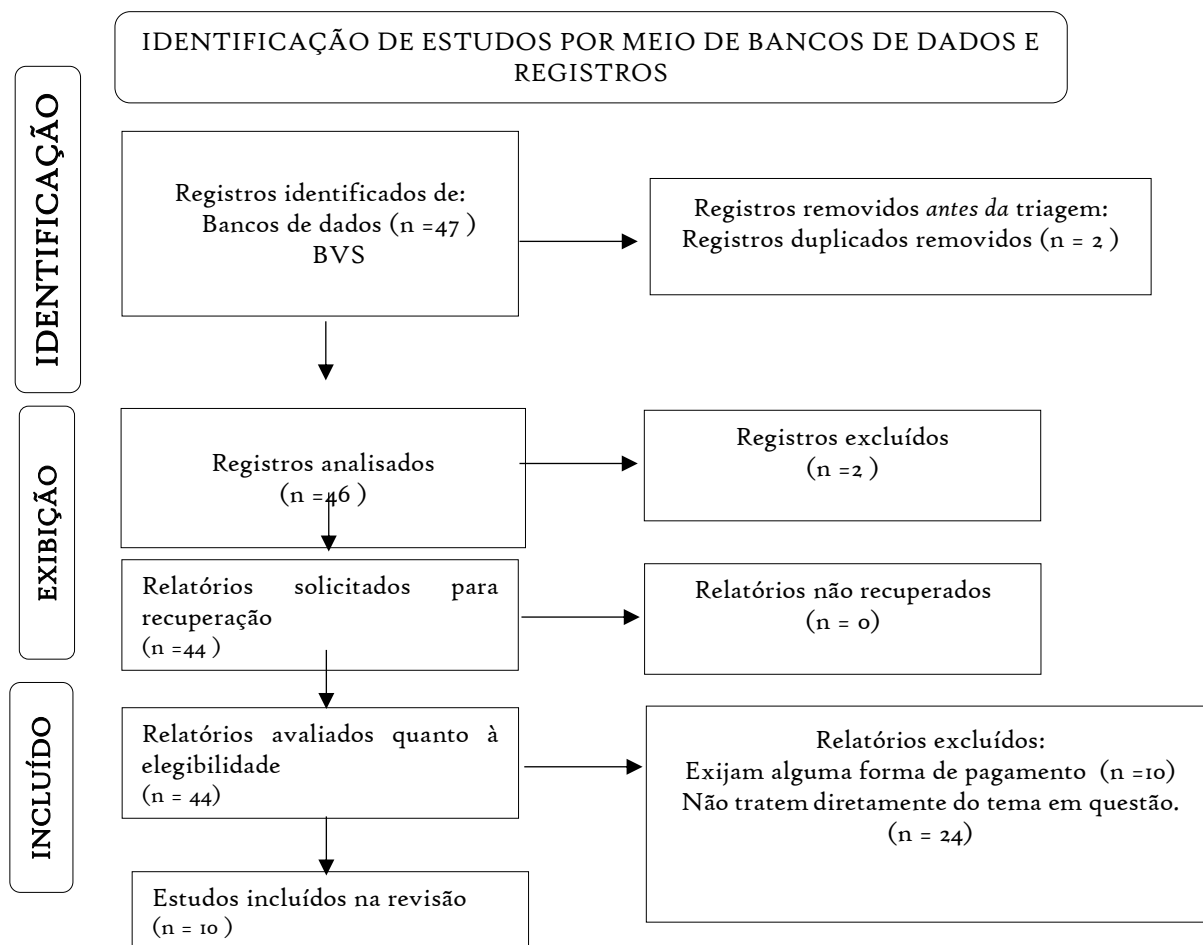 IDENTIFICAÇÃO DE ESTUDOS POR MEIO DE BANCOS DE DADOS E
REGISTROS
IDENTIFICAÇÃO
Registros identificados de:
Bancos de dados (n =47 )
BVS
Registros removidos antes da triagem:
Registros duplicados removidos (n = 2 )
EXIBIÇÃO
Registros analisados
(n =46 )
Registros excluídos
(n =2 )
Relatórios solicitados para
recuperação
(n =44 )
Relatórios não recuperados
(n = 0)
INCLUÍDO
Relatórios avaliados quanto à
elegibilidade
(n = 44)
Relatórios excluídos:
Exijam alguma forma de pagamento (n =10)
Não tratem diretamente do tema em questão.
(n = 24)
Estudos incluídos na revisão
(n = 10 )